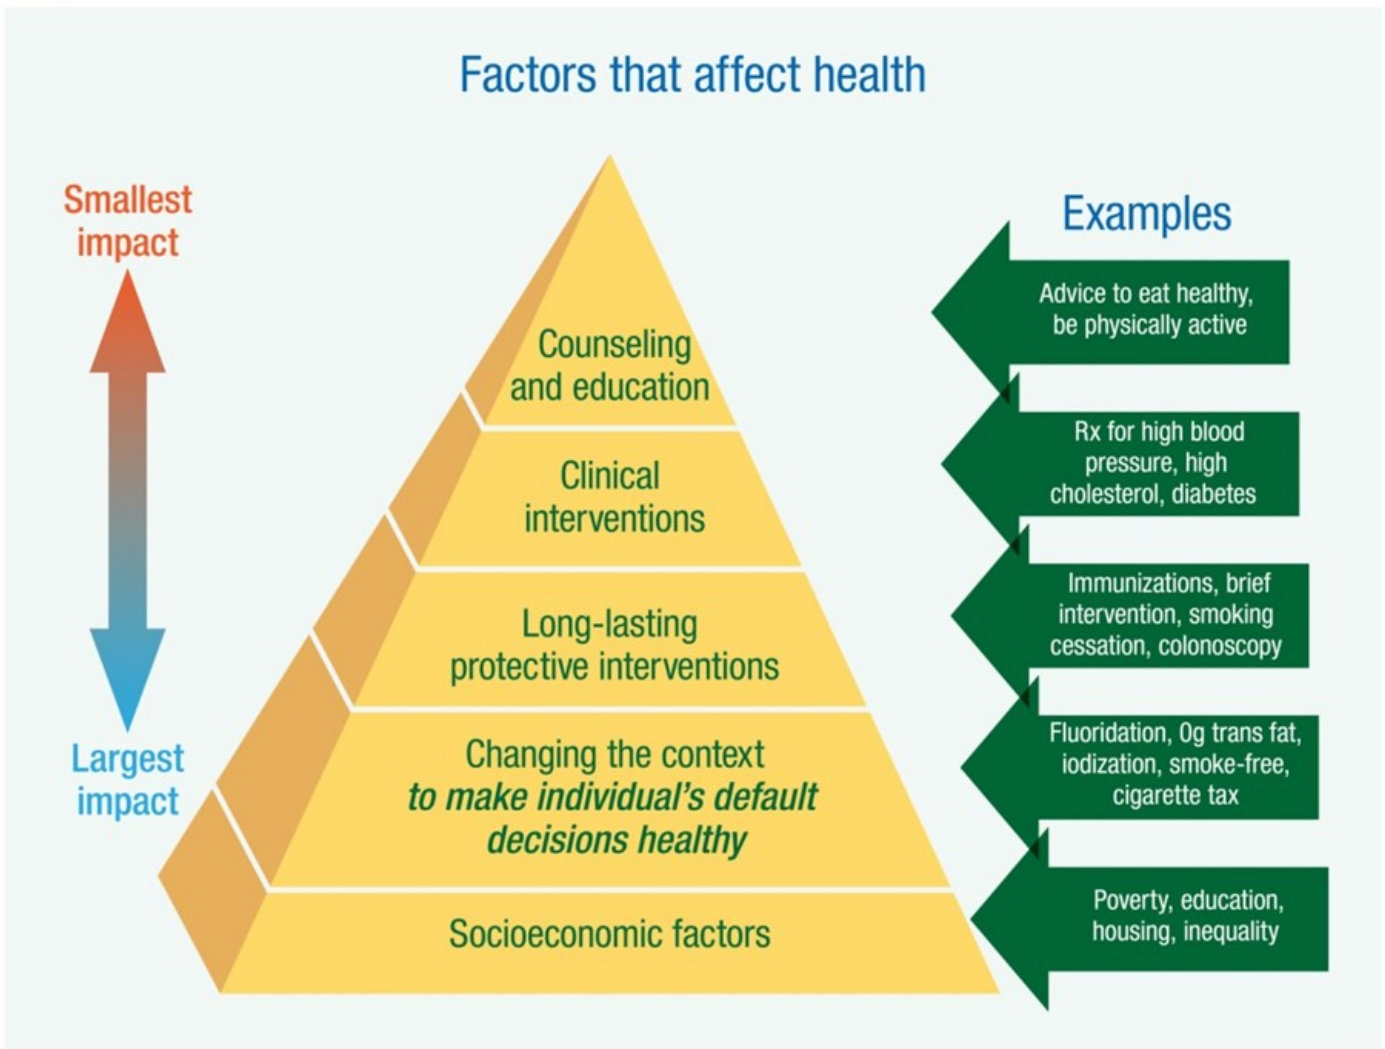 Factors that affect health
Smallest
impact
Largest
impact
Counseling
and education
Clinical
interventions
Long-lasting
protective interventions
Changing the context
to make individual's default
decisions healthy
Socioeconomic factors
Examples
Advice to eat healthy,
be physically active
Rx for high blood
pressure, high
cholesterol, diabetes
Immunizations, brief
intervention, smoking
cessation, colonoscopy
Fluoridation, 0g trans fat,
iodization, smoke-free,
cigarette tax
Poverty, education,
housing, inequality